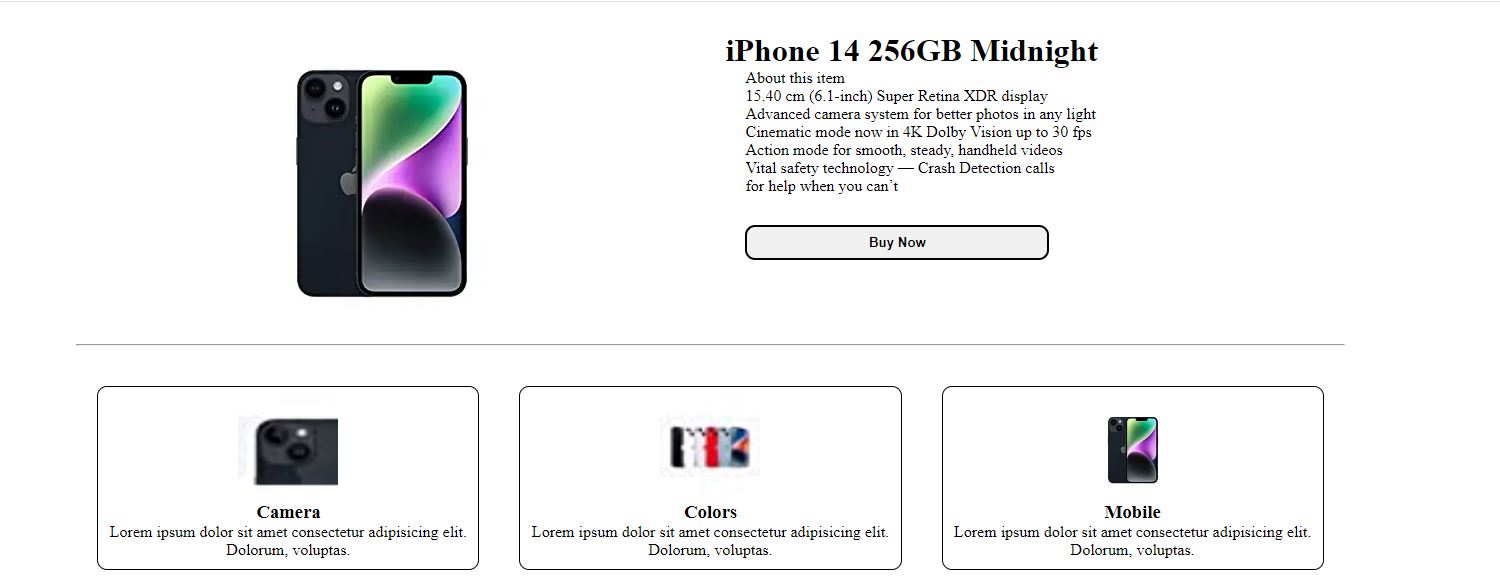 iPhone 14 256GB Midnight
About this item
15.40 cm (6.1-inch) Super Retina XDR display
Advanced camera system for better photos in any light
Cinematic mode now in 4K Dolby Vision up to 30 fps
Action mode for smooth, steady, handheld videos
Vital safety technology — Crash Detection calls
for help when you can’t
Buy Now
Camera
Lorem ipsum dolor sit amet consectetur adipisicing elit.
Dolorum, voluptas.
Colors
Lorem ipsum dolor sit amet consectetur adipisicing elit.
Dolorum, voluptas.
Mobile
Lorem ipsum dolor sit amet consectetur adipisicing elit.
Dolorum, voluptas.